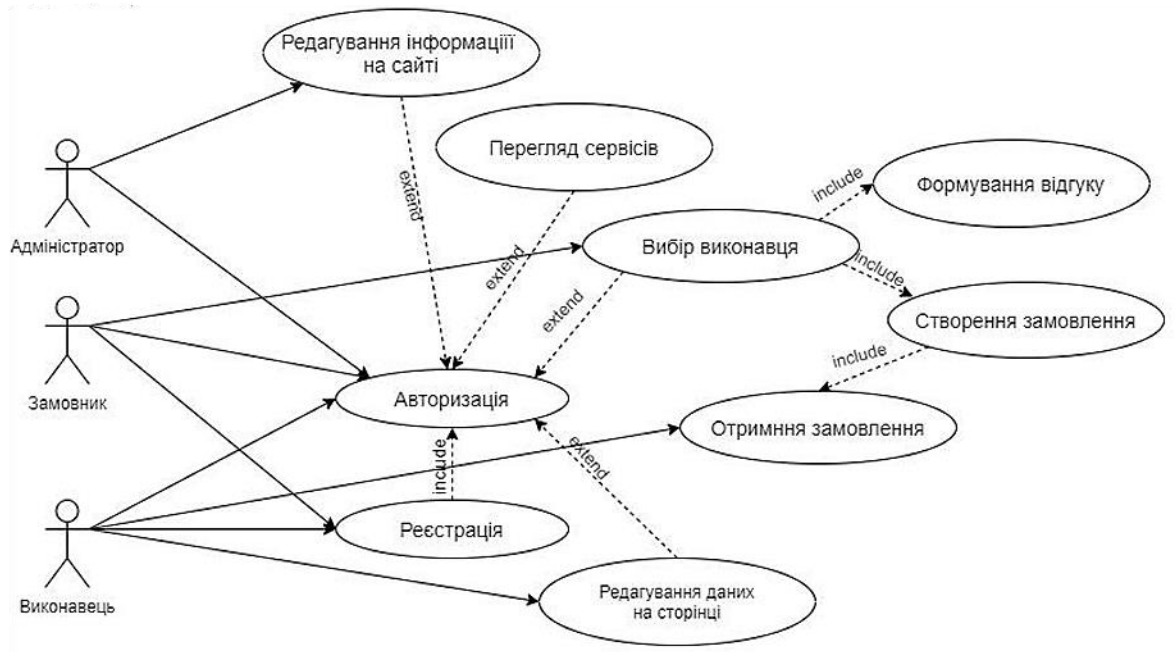 Редагування інформаціїї
на сайті
Перегляд сервісів
include
Формування відгуку
extend
Адміністратор
Вибір виконавця
extend
include
extend
Створення замовлення
include
Замовник
Авторизація
Отримння замовлення
include
extend
Реєстрація
Виконавець
Редагування даних
на сторінці